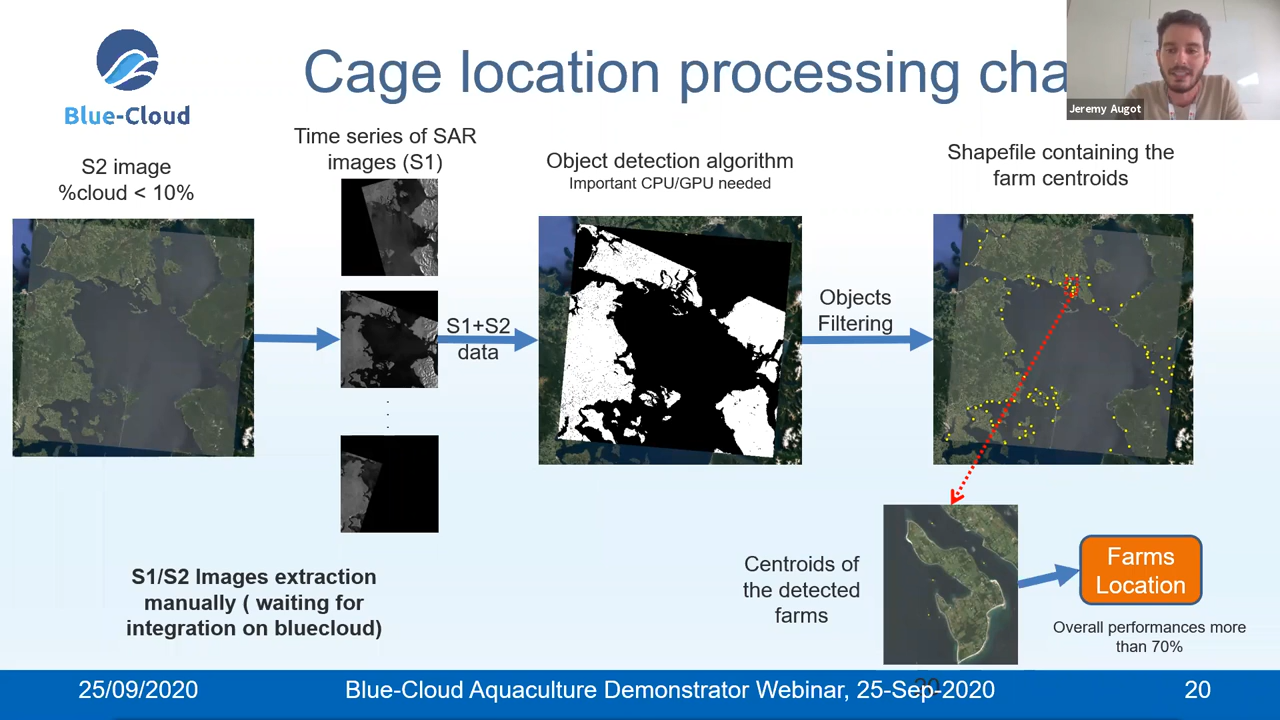 Cage location processing cha
Jeremy Augot
Blue-Cloud
S2 image
%cloud < 10%
Time series of SAR
images (S1)
Object detection algorithm
Important CPU/GPU needed
Shapefile containing the
farm centroids
S1+S2
data
Objects
Filtering
Centroids of
the detected
farms
Farms
Location
Overall performances more
than 70%
S1/S2 Images extraction
manually ( waiting for
integration on bluecloud)
25/09/2020
Blue-Cloud Aquaculture Demonstrator Webinar, 25-Sep-2020
20